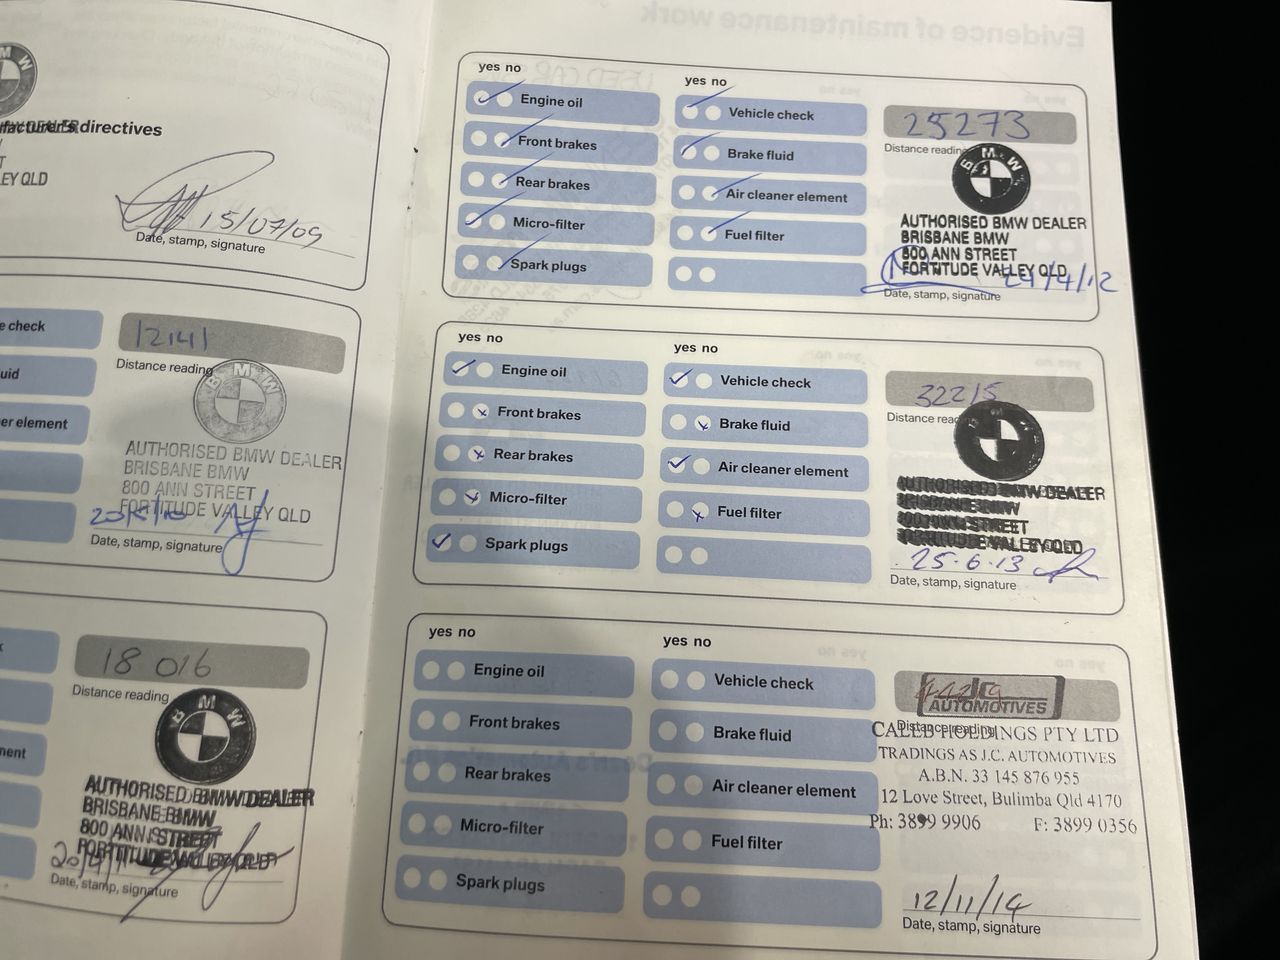 manufacturer's directives
EY QLD
15/07/09
Date, stamp, signature
e check
uid
er element
12141
Distance reading
BMW
AUTHORISED BMW DEALER
BRISBANE BMW
800 ANN STREET
FORTITUDE VALLEY QLD
Date, stamp, signature
ment
18 016
Distance reading
BMW
AUTHORISED BMW DEALER
BRISBANE BMW
800 ANN STREET
FORTITUDE VALLEY QLD
Date, stamp, signature
yes no
yes no
Engine oil
Vehicle check
Front brakes
Brake fluid
Rear brakes
Air cleaner element
Micro-filter
Fuel filter
Spark plugs
25273
Distance reading
BMW
AUTHORISED BMW DEALER
BRISBANE BMW
800 ANN STREET
FORTITUDE VALLEY QLD
Date, stamp, signature
yes no
yes no
Engine oil
Vehicle check
Front brakes
Brake fluid
Rear brakes
Air cleaner element
Micro-filter
Fuel filter
Spark plugs
32215
Distance reading
AUTHORISED BMW DEALER
BRISBANE BMW
800 ANN STREET
FORTITUDE VALLEY QLD
25.6.13
Date, stamp, signature
yes no
yes no
Engine oil
Vehicle check
Front brakes
Brake fluid
Rear brakes
Air cleaner element
Micro-filter
Fuel filter
Spark plugs
AUTOMOTIVES
Distance reading
CALEB HOLDINGS PTY LTD
TRADINGS AS J.C. AUTOMOTIVES
A.B.N. 33 145 876 955
12 Love Street, Bulimba Qld 4170
Ph: 3899 9906 F: 3899 0356
12/11/14
Date, stamp, signature